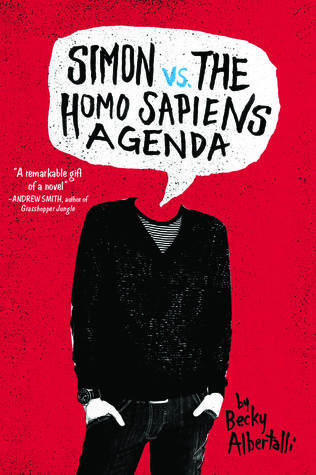 SIMON
VS. THE
HOMO SAPIENS
AGENDA
"A remarkable gift
of a novel"
–ANDREW SMITH, author of
Grasshopper Jungle
by
Becky
Albertalli